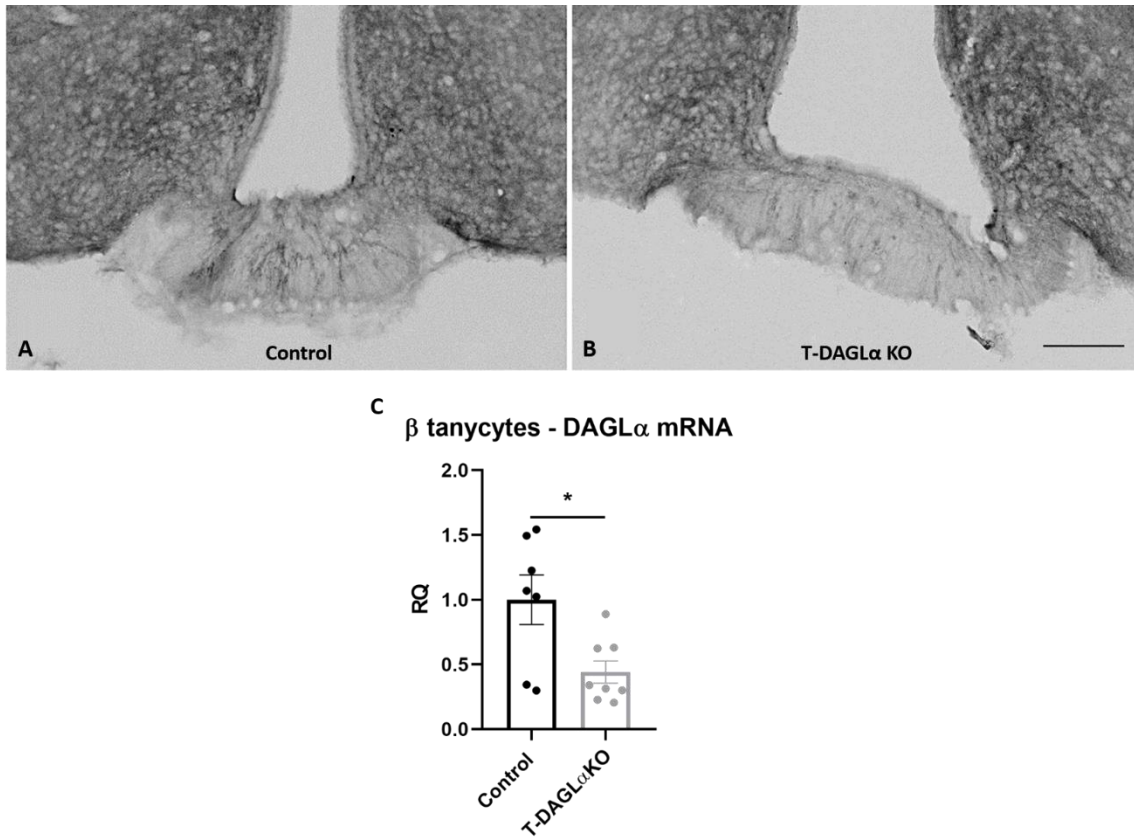 A
Control
B
T-DAGLα KO
C
β tanycytes - DAGLα mRNA
2.0
*
1.5
1.0
0.5
0.0
RQ
Control
T-DAGLαKO